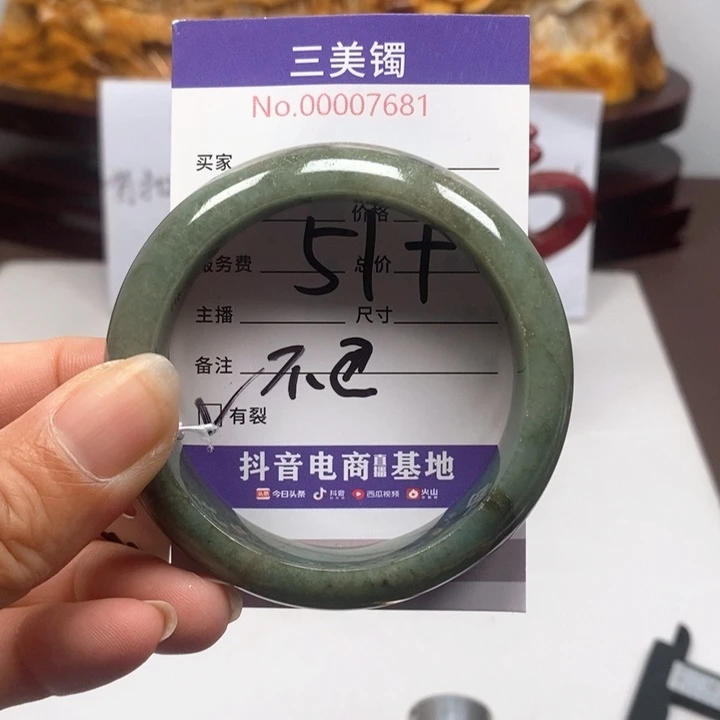 三美镯
No.00007681
买家
价格
服务费 总价
51+
主播 尺寸
备注 不包
有裂
抖音电商直播基地
今日头条 抖音 西瓜视频 火山